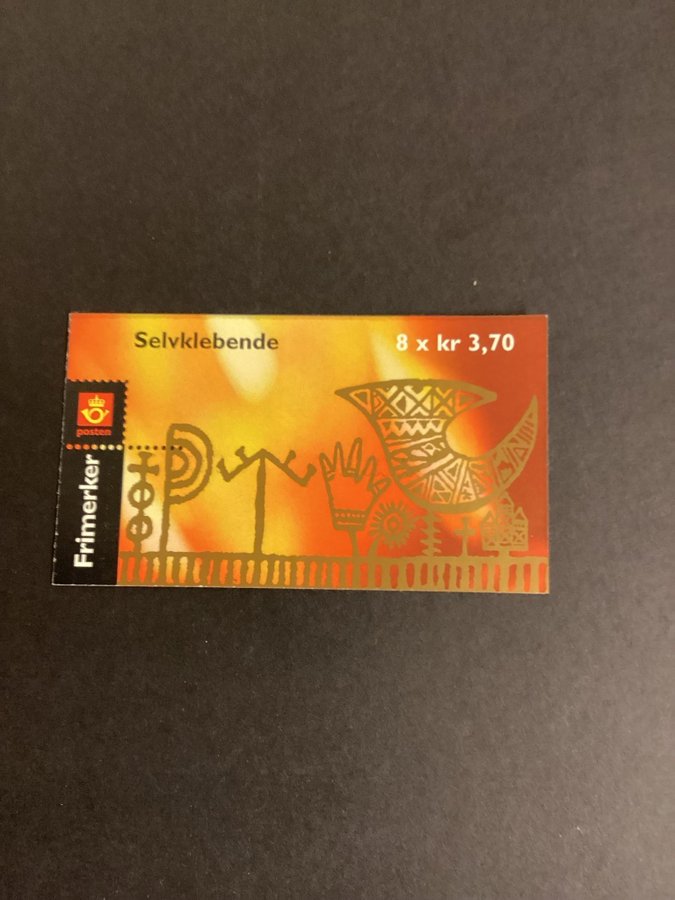 Selvklebende
8 x kr 3,70
posten
Frimerker